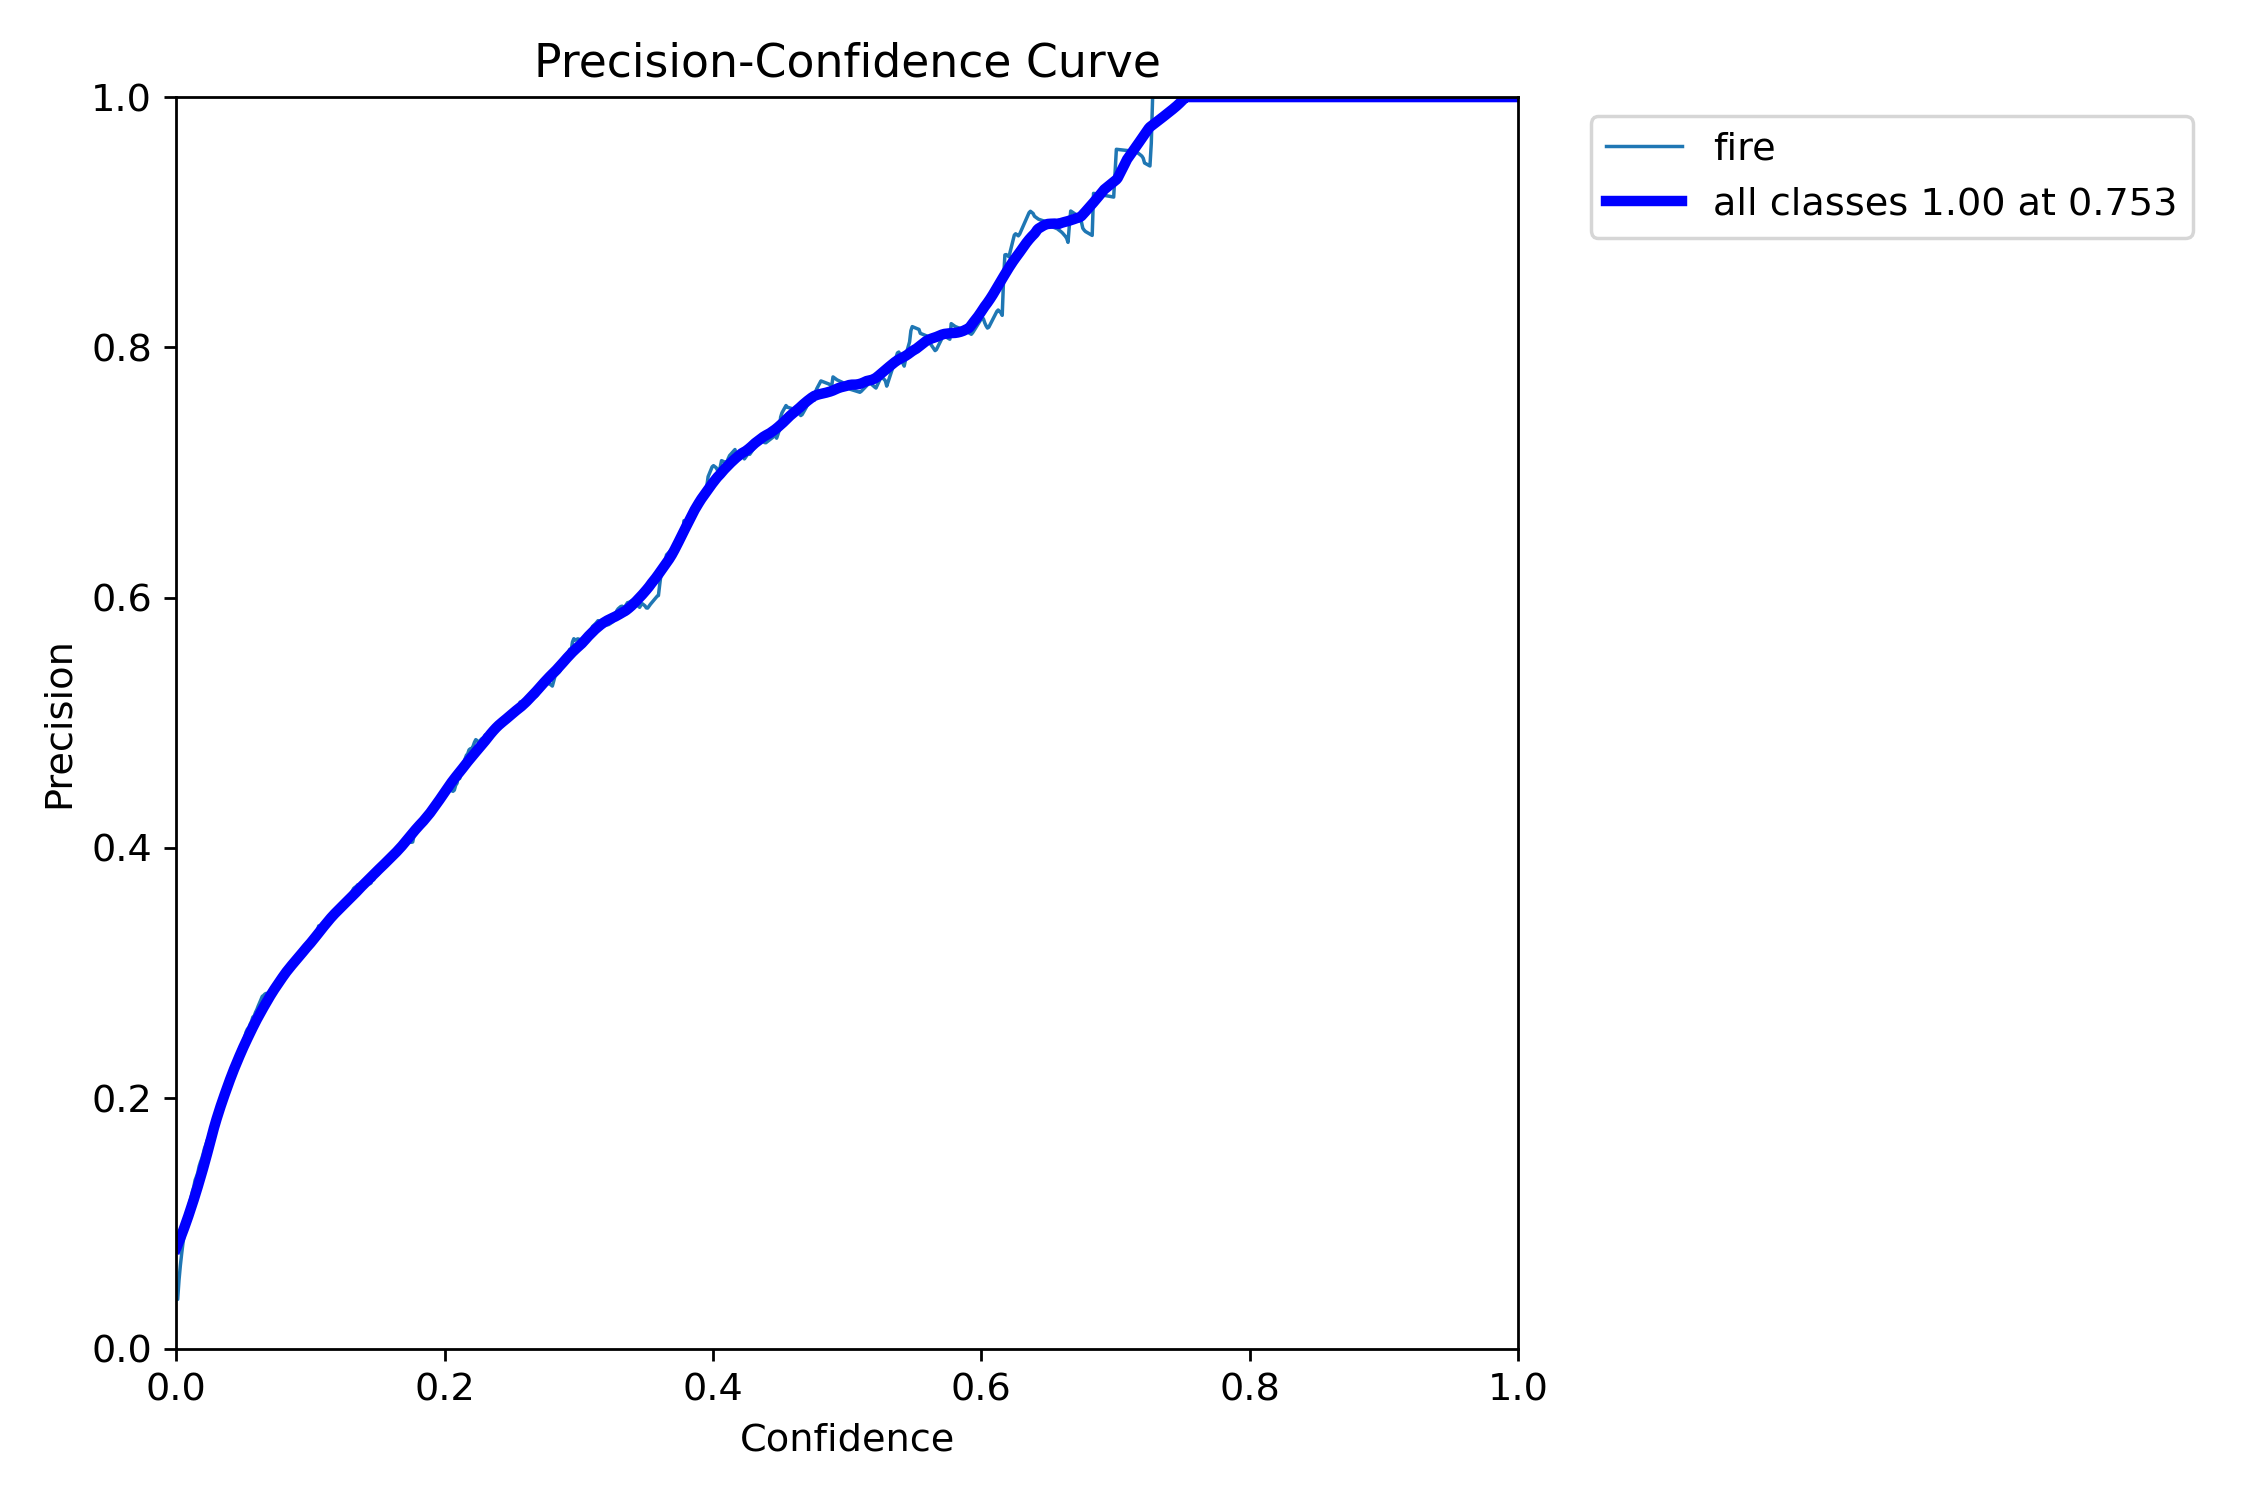 Precision-Confidence Curve
fire
all classes 1.00 at 0.753
1.0
0.8
0.6
0.4
0.2
0.0
Precision
0.0 0.2 0.4 0.6 0.8 1.0
Confidence